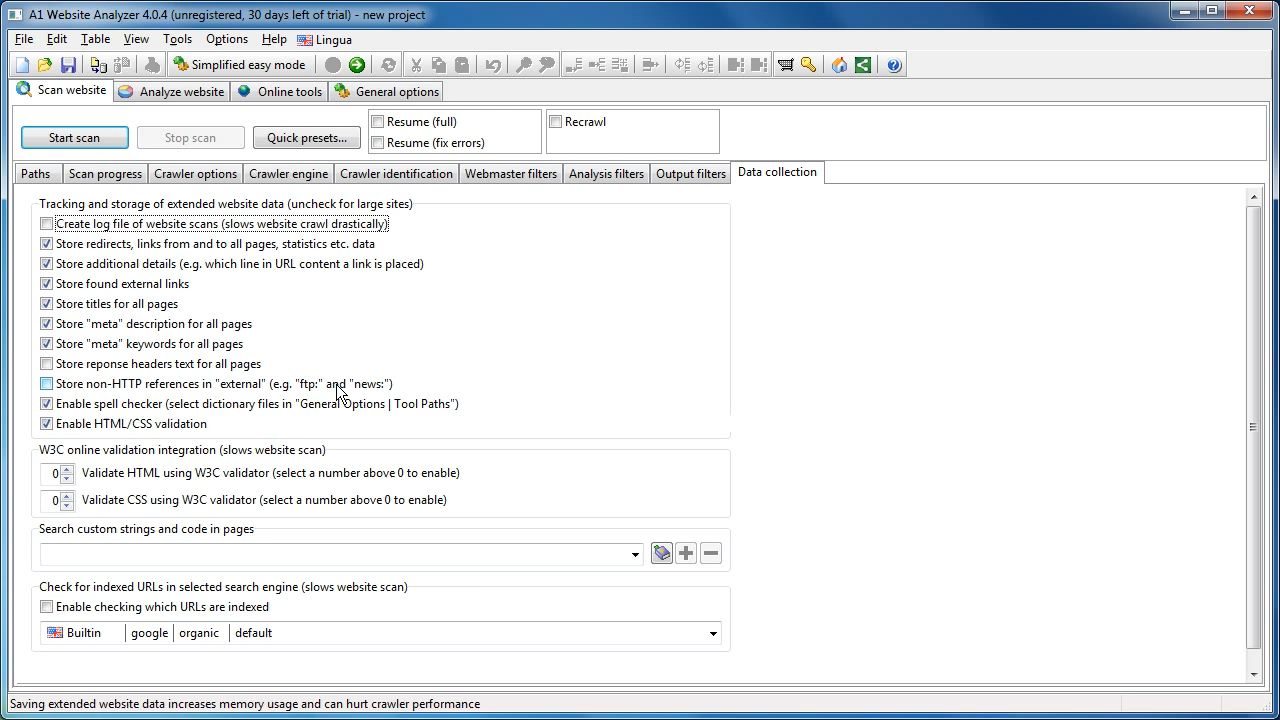 A1 Website Analyzer 4.0.4 (unregistered, 30 days left of trial) - new project
File Edit Table View Tools Options Help Lingua
Simplified easy mode
Scan website Analyze website Online tools General options
Start scan Stop scan Quick presets... Resume (full) Recrawl
Resume (fix errors)
Paths Scan progress Crawler options Crawler engine Crawler identification Webmaster filters Analysis filters Output filters Data collection
Tracking and storage of extended website data (uncheck for large sites)
Create log file of website scans (slows website crawl drastically)
Store redirects, links from and to all pages, statistics etc. data
Store additional details (e.g. which line in URL content a link is placed)
Store found external links
Store titles for all pages
Store "meta" description for all pages
Store "meta" keywords for all pages
Store reponse headers text for all pages
Store non-HTTP references in "external" (e.g. "ftp:" and "news:")
Enable spell checker (select dictionary files in "General Options | Tool Paths")
Enable HTML/CSS validation
W3C online validation integration (slows website scan)
0 Validate HTML using W3C validator (select a number above 0 to enable)
0 Validate CSS using W3C validator (select a number above 0 to enable)
Search custom strings and code in pages
Check for indexed URLs in selected search engine (slows website scan)
Enable checking which URLs are indexed
Builtin google organic default
Saving extended website data increases memory usage and can hurt crawler performance